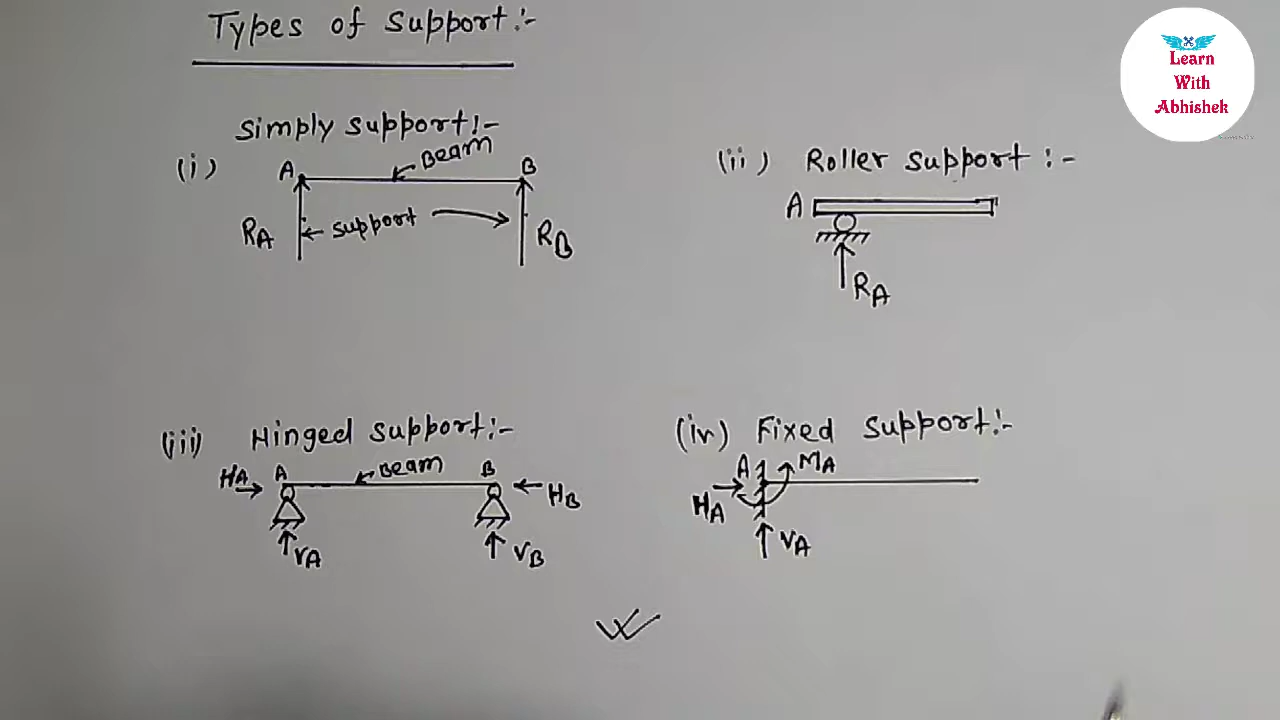 Types of Support:-
Learn
With
Abhishek
Simply support:-
(i)
A
Beam
B
RA
support
RB
(ii) Roller support :-
A
RA
(iii) Hinged support:-
HA
A
Beam
B
HB
VA
VB
(iv) Fixed support:-
A
MA
HA
VA